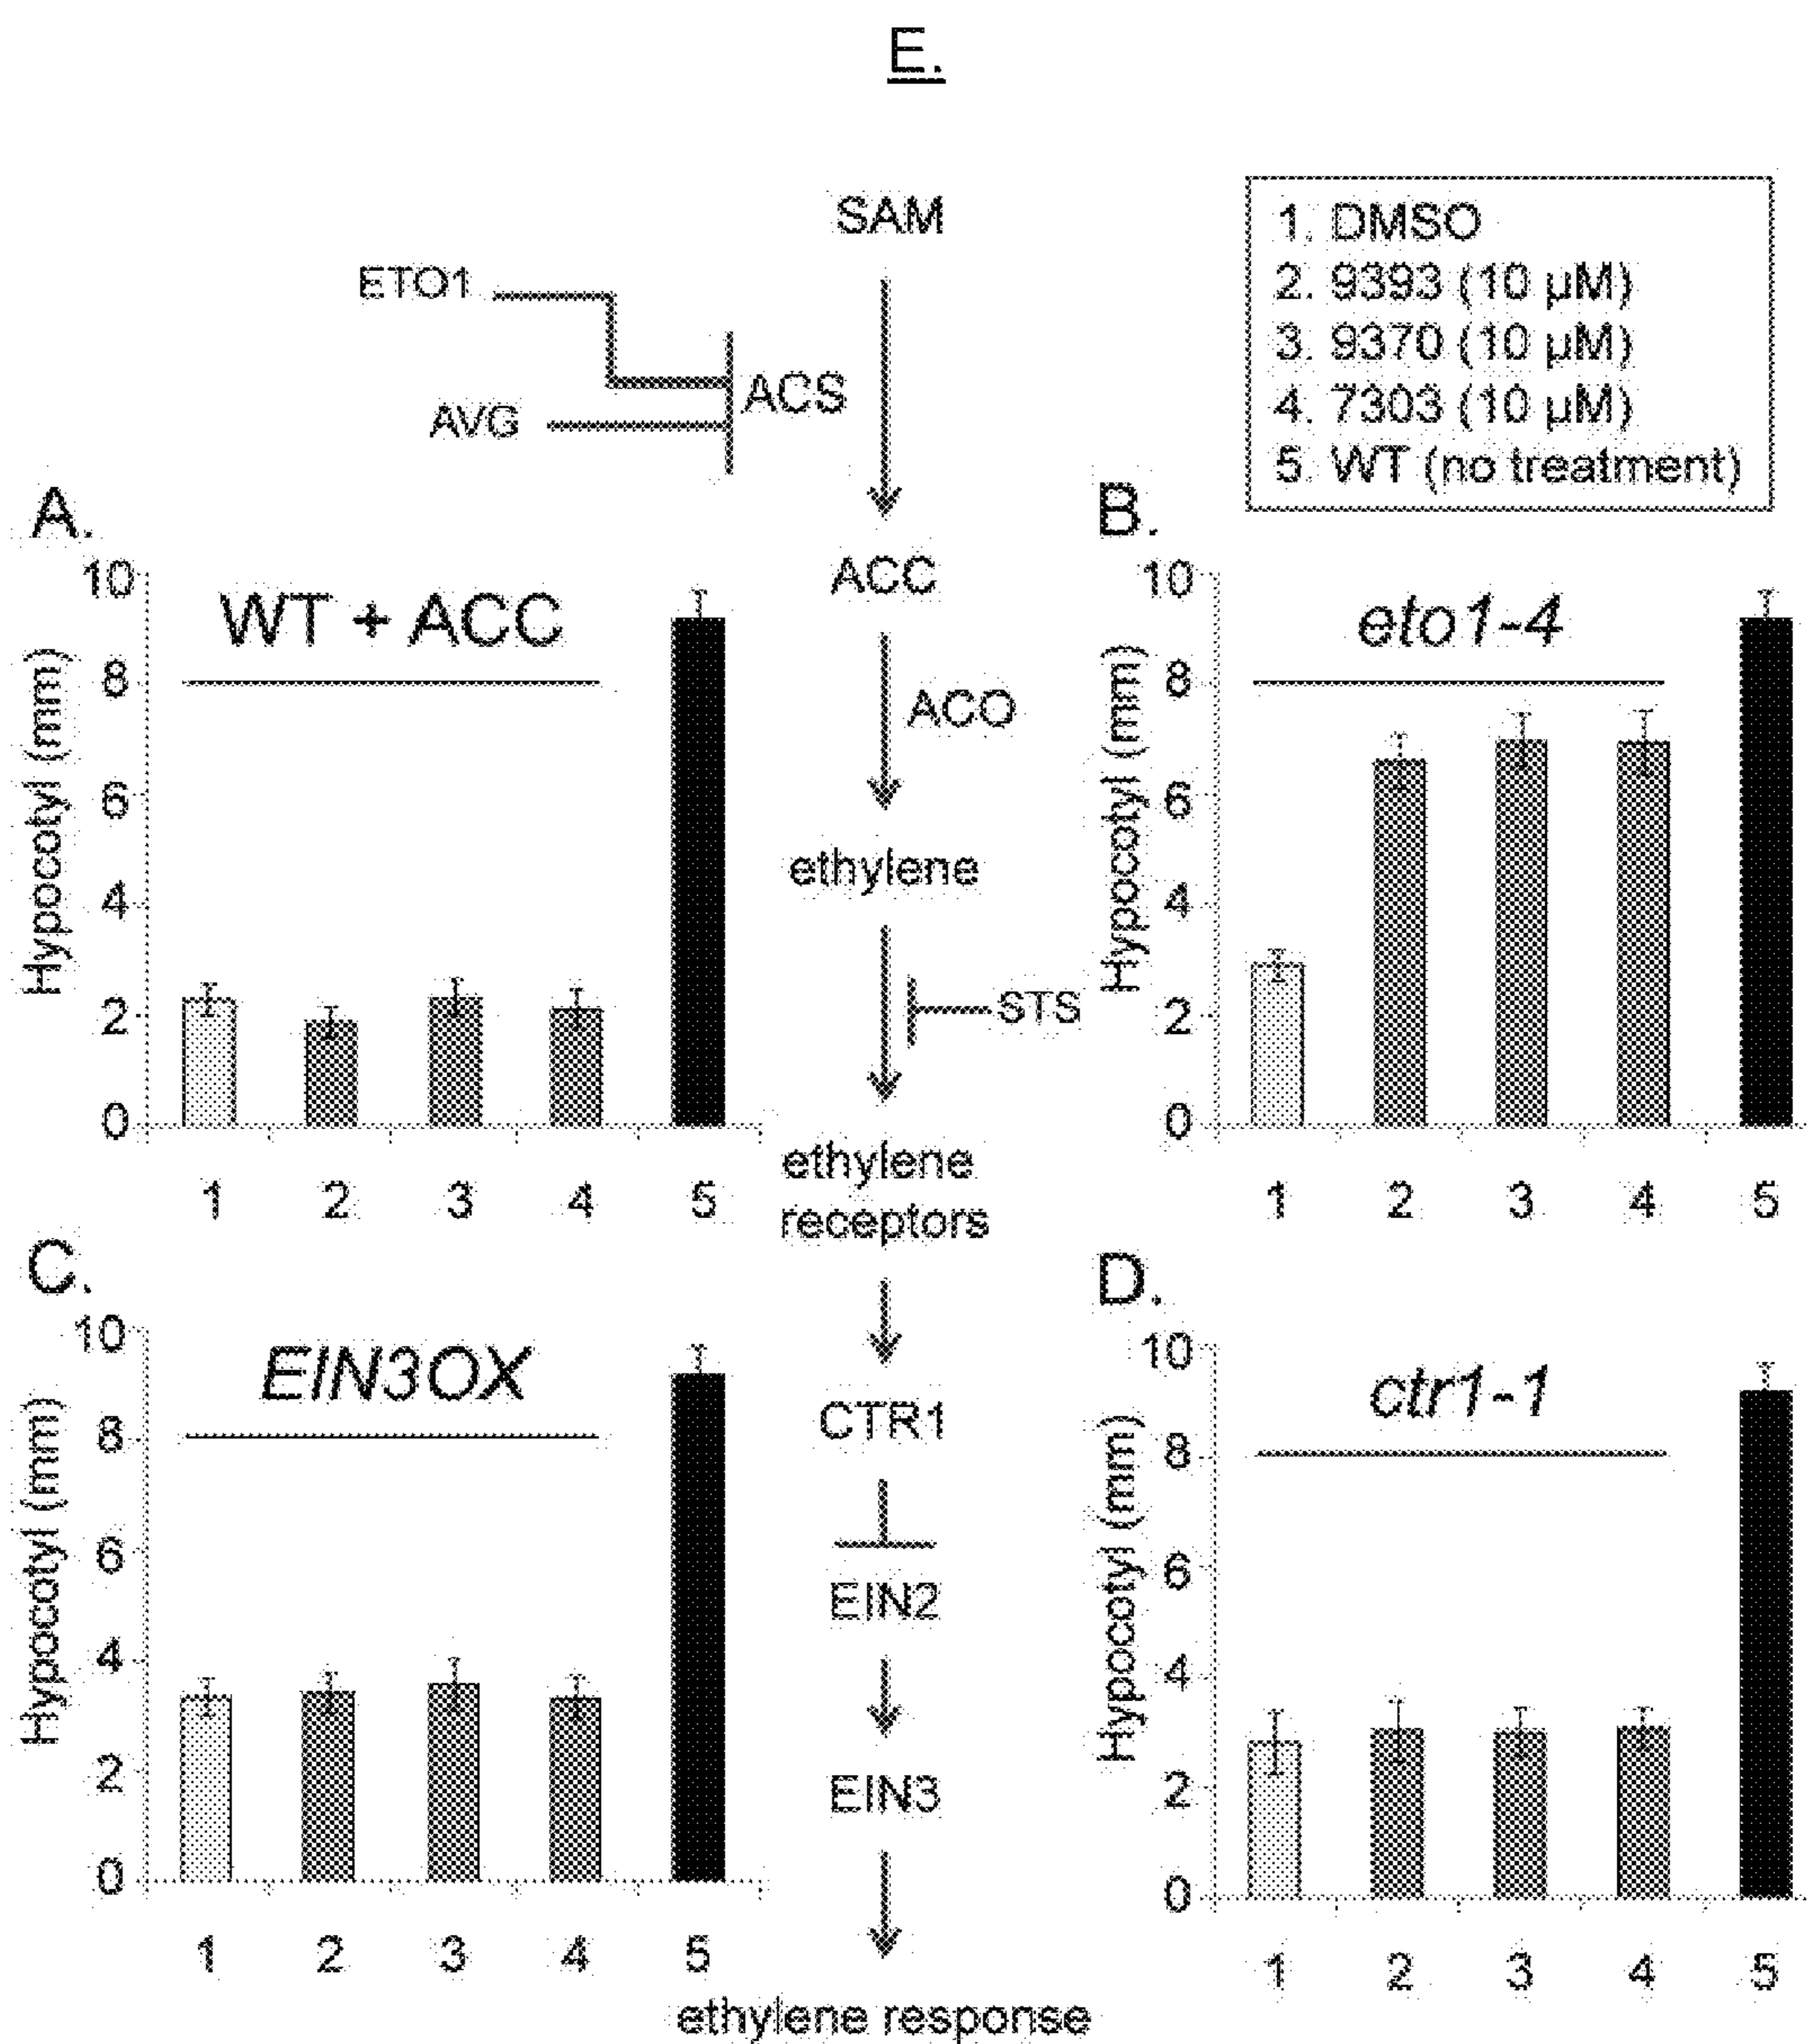 E.
SAM
ETO1
ACS
AVG
1. DMSO
2. 9393 (10 µM)
3. 9370 (10 µM)
4. 7303 (10 µM)
5. WT (no treatment)
A.
WT + ACC
Hypocotyl (mm)
10
8
6
4
2
0
1 2 3 4 5
ACC
ACO
ethylene
STS
ethylene
receptors
CTR1
EIN2
EIN3
ethylene response
B.
eto1-4
Hypocotyl (mm)
10
8
6
4
2
0
1 2 3 4 5
C.
EIN3OX
Hypocotyl (mm)
10
8
6
4
2
0
1 2 3 4 5
D.
ctr1-1
Hypocotyl (mm)
10
8
6
4
2
0
1 2 3 4 5